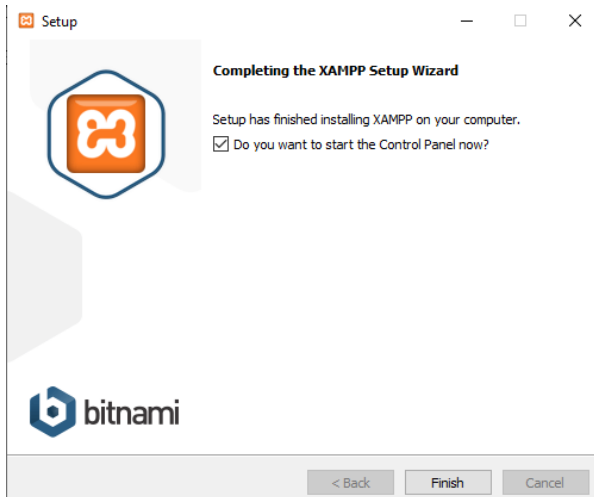 Setup
Completing the XAMPP Setup Wizard
Setup has finished installing XAMPP on your computer.
Do you want to start the Control Panel now?
bitnami
< Back
Finish
Cancel